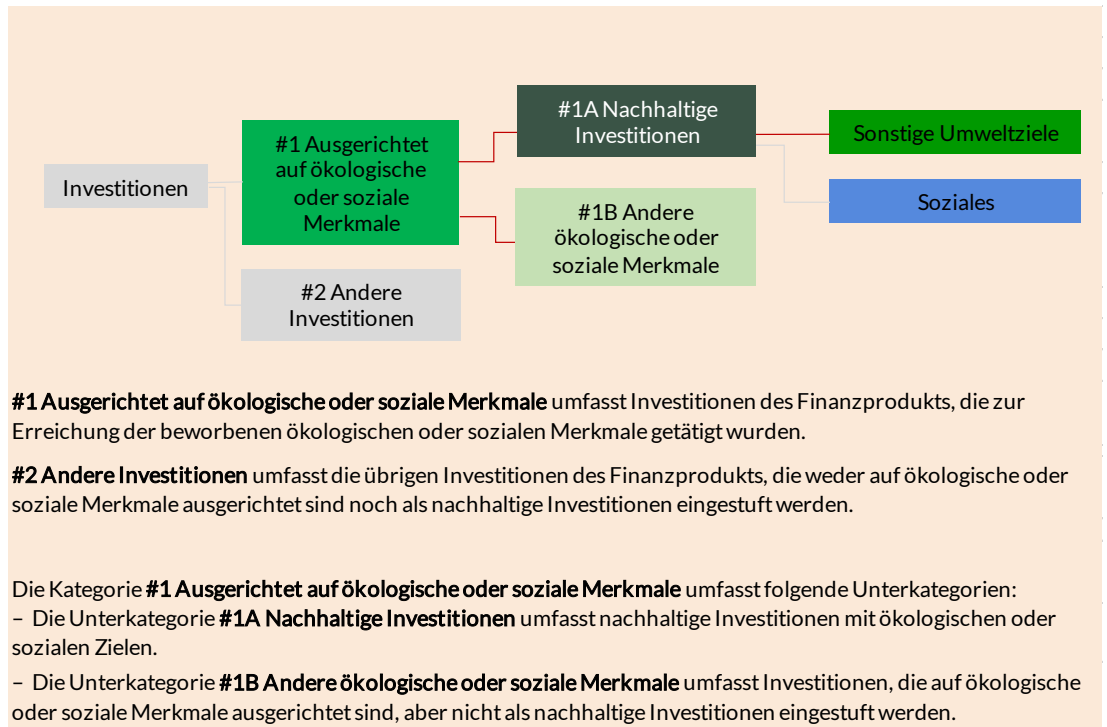 Investitionen
#1 Ausgerichtet
auf ökologische
oder soziale
Merkmale
#2 Andere
Investitionen
#1A Nachhaltige
Investitionen
#1B Andere
ökologische oder
soziale Merkmale
Sonstige Umweltziele
Soziales
#1 Ausgerichtet auf ökologische oder soziale Merkmale umfasst Investitionen des Finanzprodukts, die zur
Erreichung der beworbenen ökologischen oder sozialen Merkmale getätigt wurden.
#2 Andere Investitionen umfasst die übrigen Investitionen des Finanzprodukts, die weder auf ökologische oder
soziale Merkmale ausgerichtet sind noch als nachhaltige Investitionen eingestuft werden.
Die Kategorie #1 Ausgerichtet auf ökologische oder soziale Merkmale umfasst folgende Unterkategorien:
– Die Unterkategorie #1A Nachhaltige Investitionen umfasst nachhaltige Investitionen mit ökologischen oder
sozialen Zielen.
– Die Unterkategorie #1B Andere ökologische oder soziale Merkmale umfasst Investitionen, die auf ökologische
oder soziale Merkmale ausgerichtet sind, aber nicht als nachhaltige Investitionen eingestuft werden.